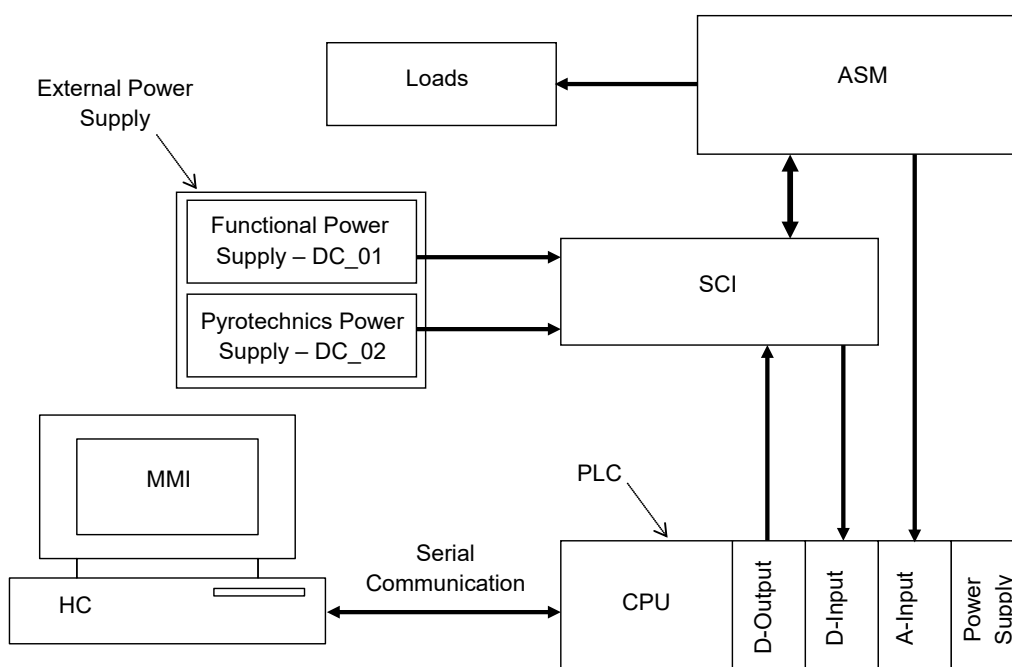 ASM
Loads
External Power
Supply
Functional Power
Supply – DC_01
SCI
Pyrotechnics Power
Supply – DC_02
MMI
PLC
Serial
Communication
HC
CPU
D-Output
D-Input
A-Input
Power
Supply